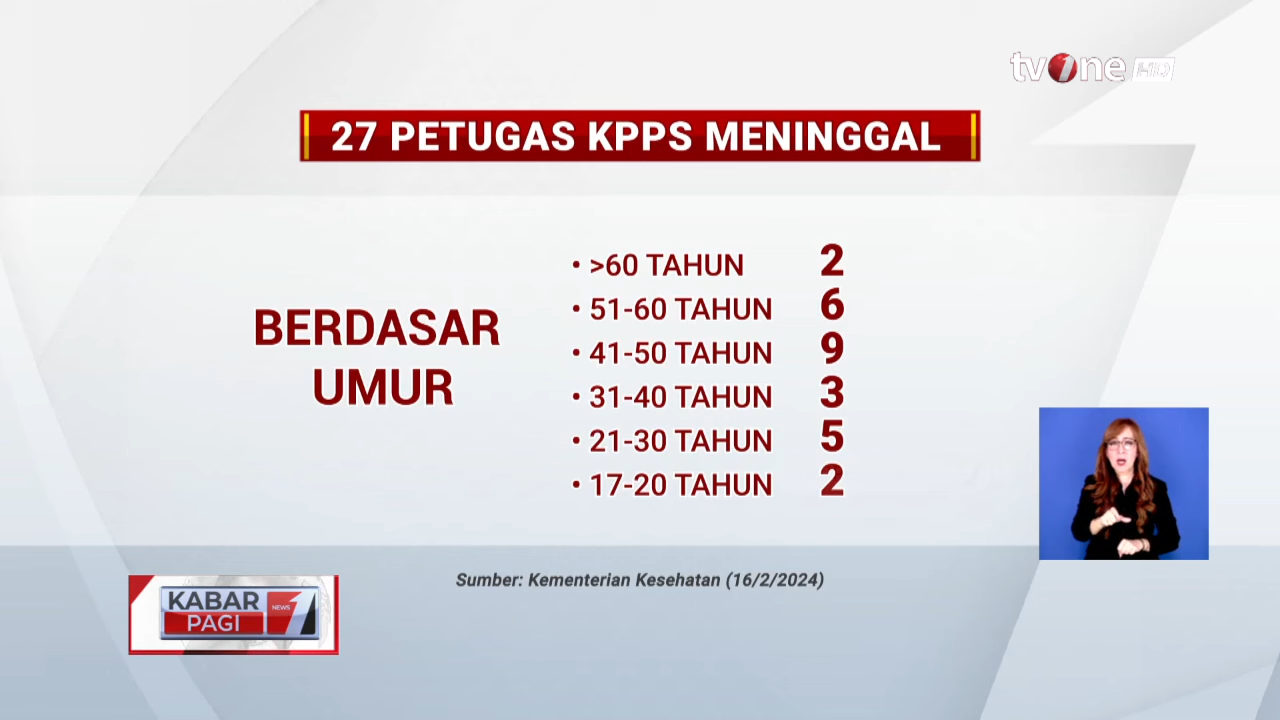 tvOne HD
27 PETUGAS KPPS MENINGGAL
BERDASAR
UMUR
• >60 TAHUN 2
• 51-60 TAHUN 6
• 41-50 TAHUN 9
• 31-40 TAHUN 3
• 21-30 TAHUN 5
• 17-20 TAHUN 2
Sumber: Kementerian Kesehatan (16/2/2024)
KABAR
PAGI
NEWS 1